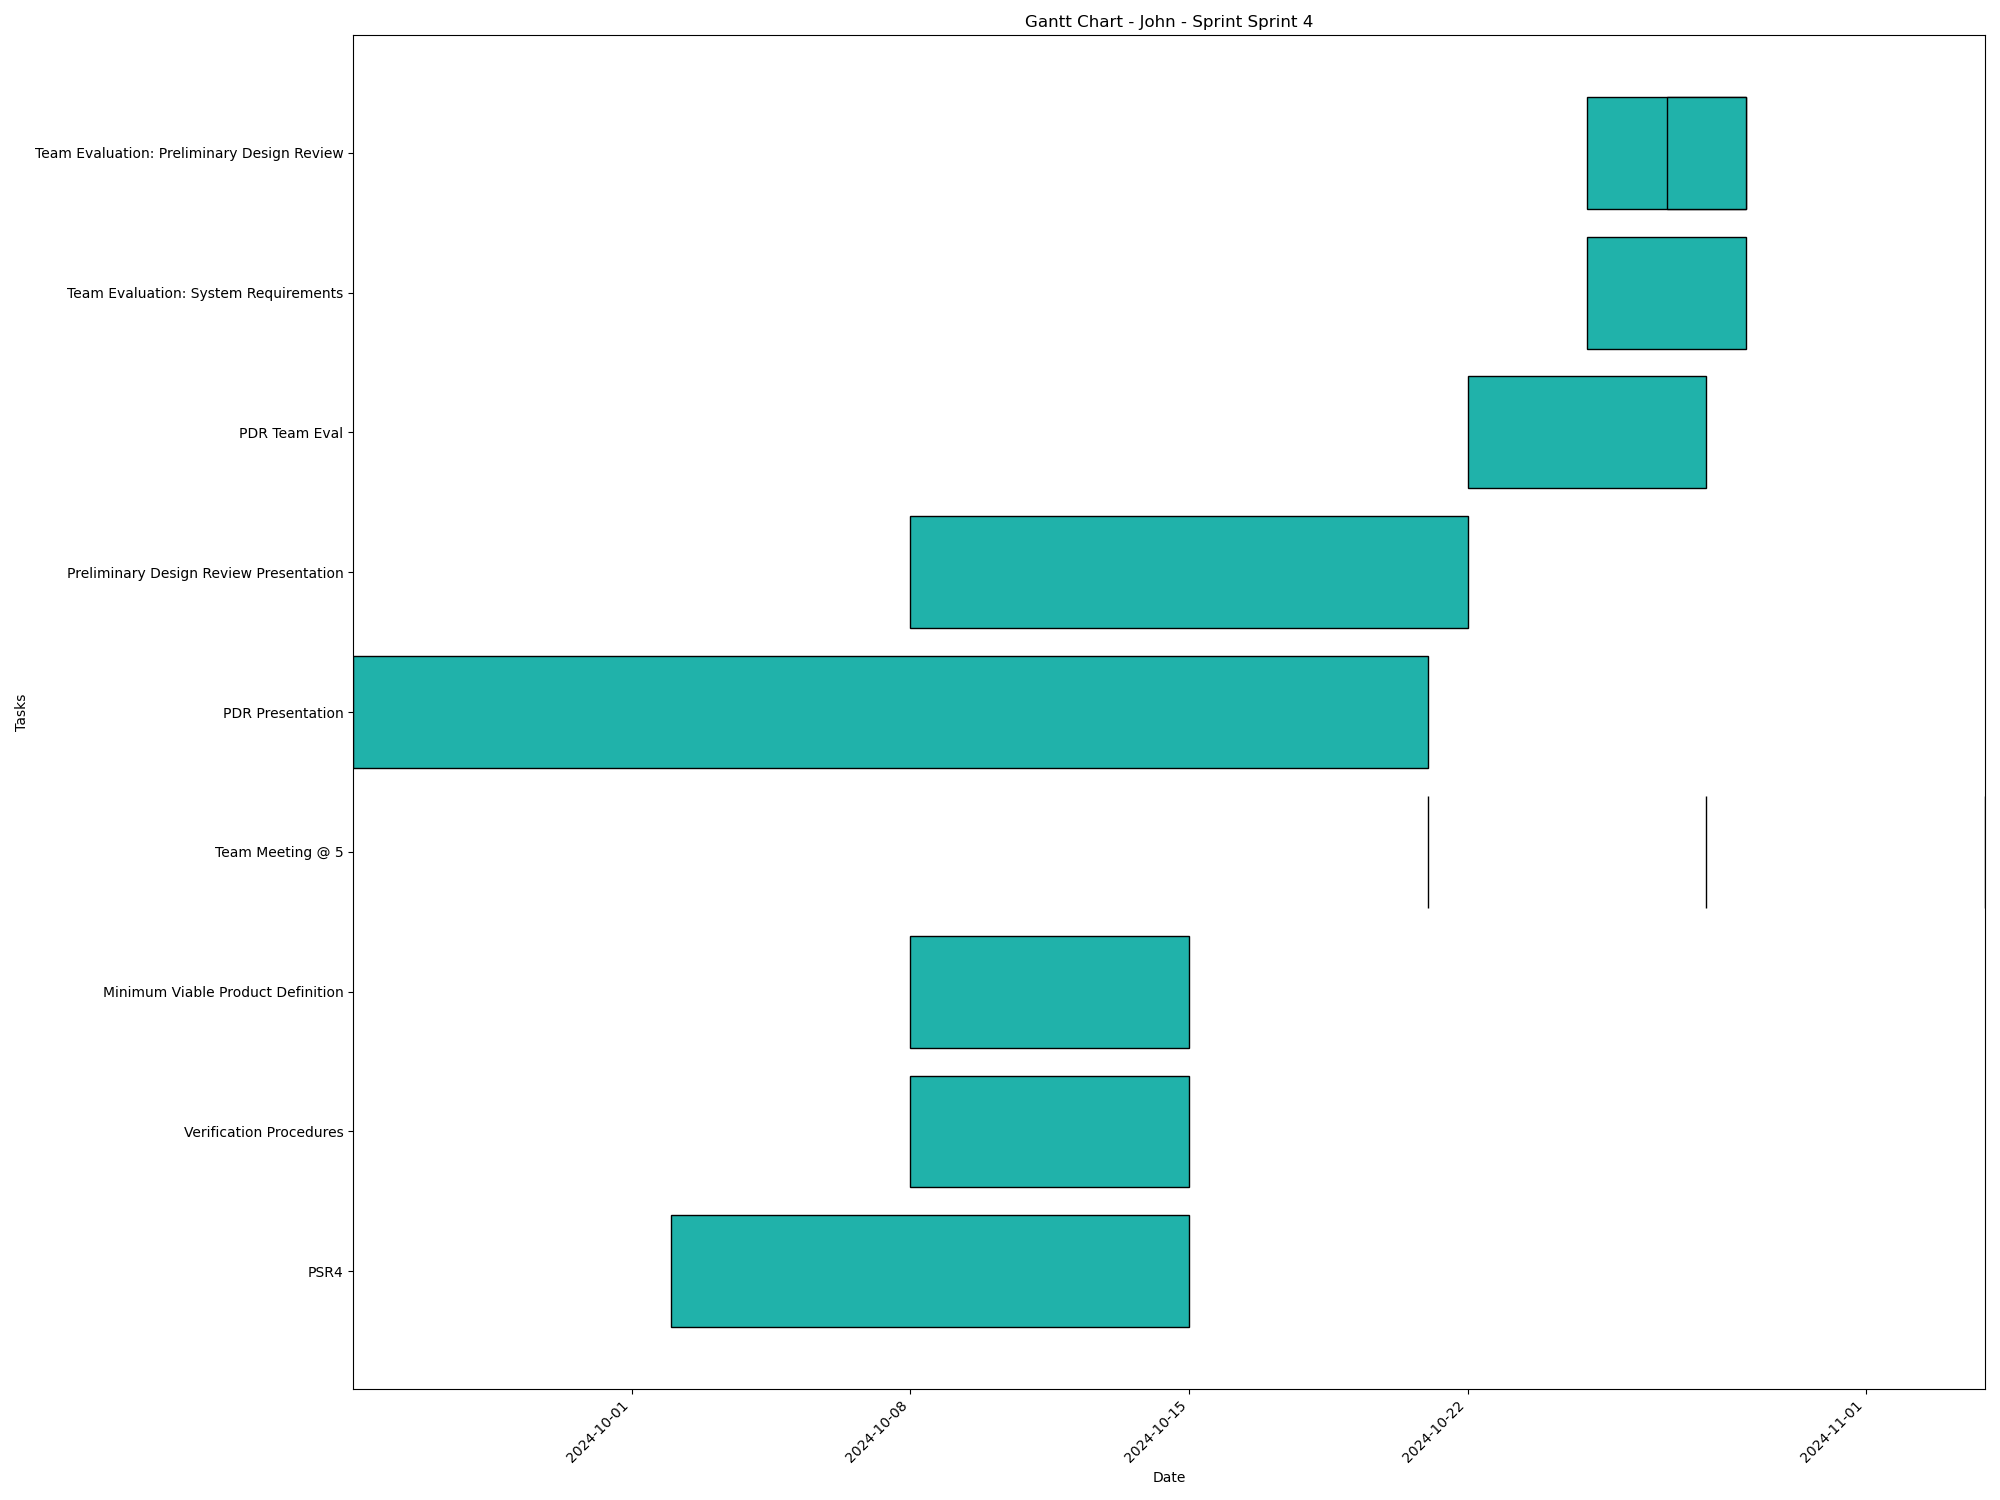 Gantt Chart - John - Sprint Sprint 4
Team Evaluation: Preliminary Design Review
Team Evaluation: System Requirements
PDR Team Eval
Preliminary Design Review Presentation
PDR Presentation
Team Meeting @ 5
Minimum Viable Product Definition
Verification Procedures
PSR4
Tasks
2024-10-01
2024-10-08
2024-10-15
2024-10-22
2024-11-01
Date